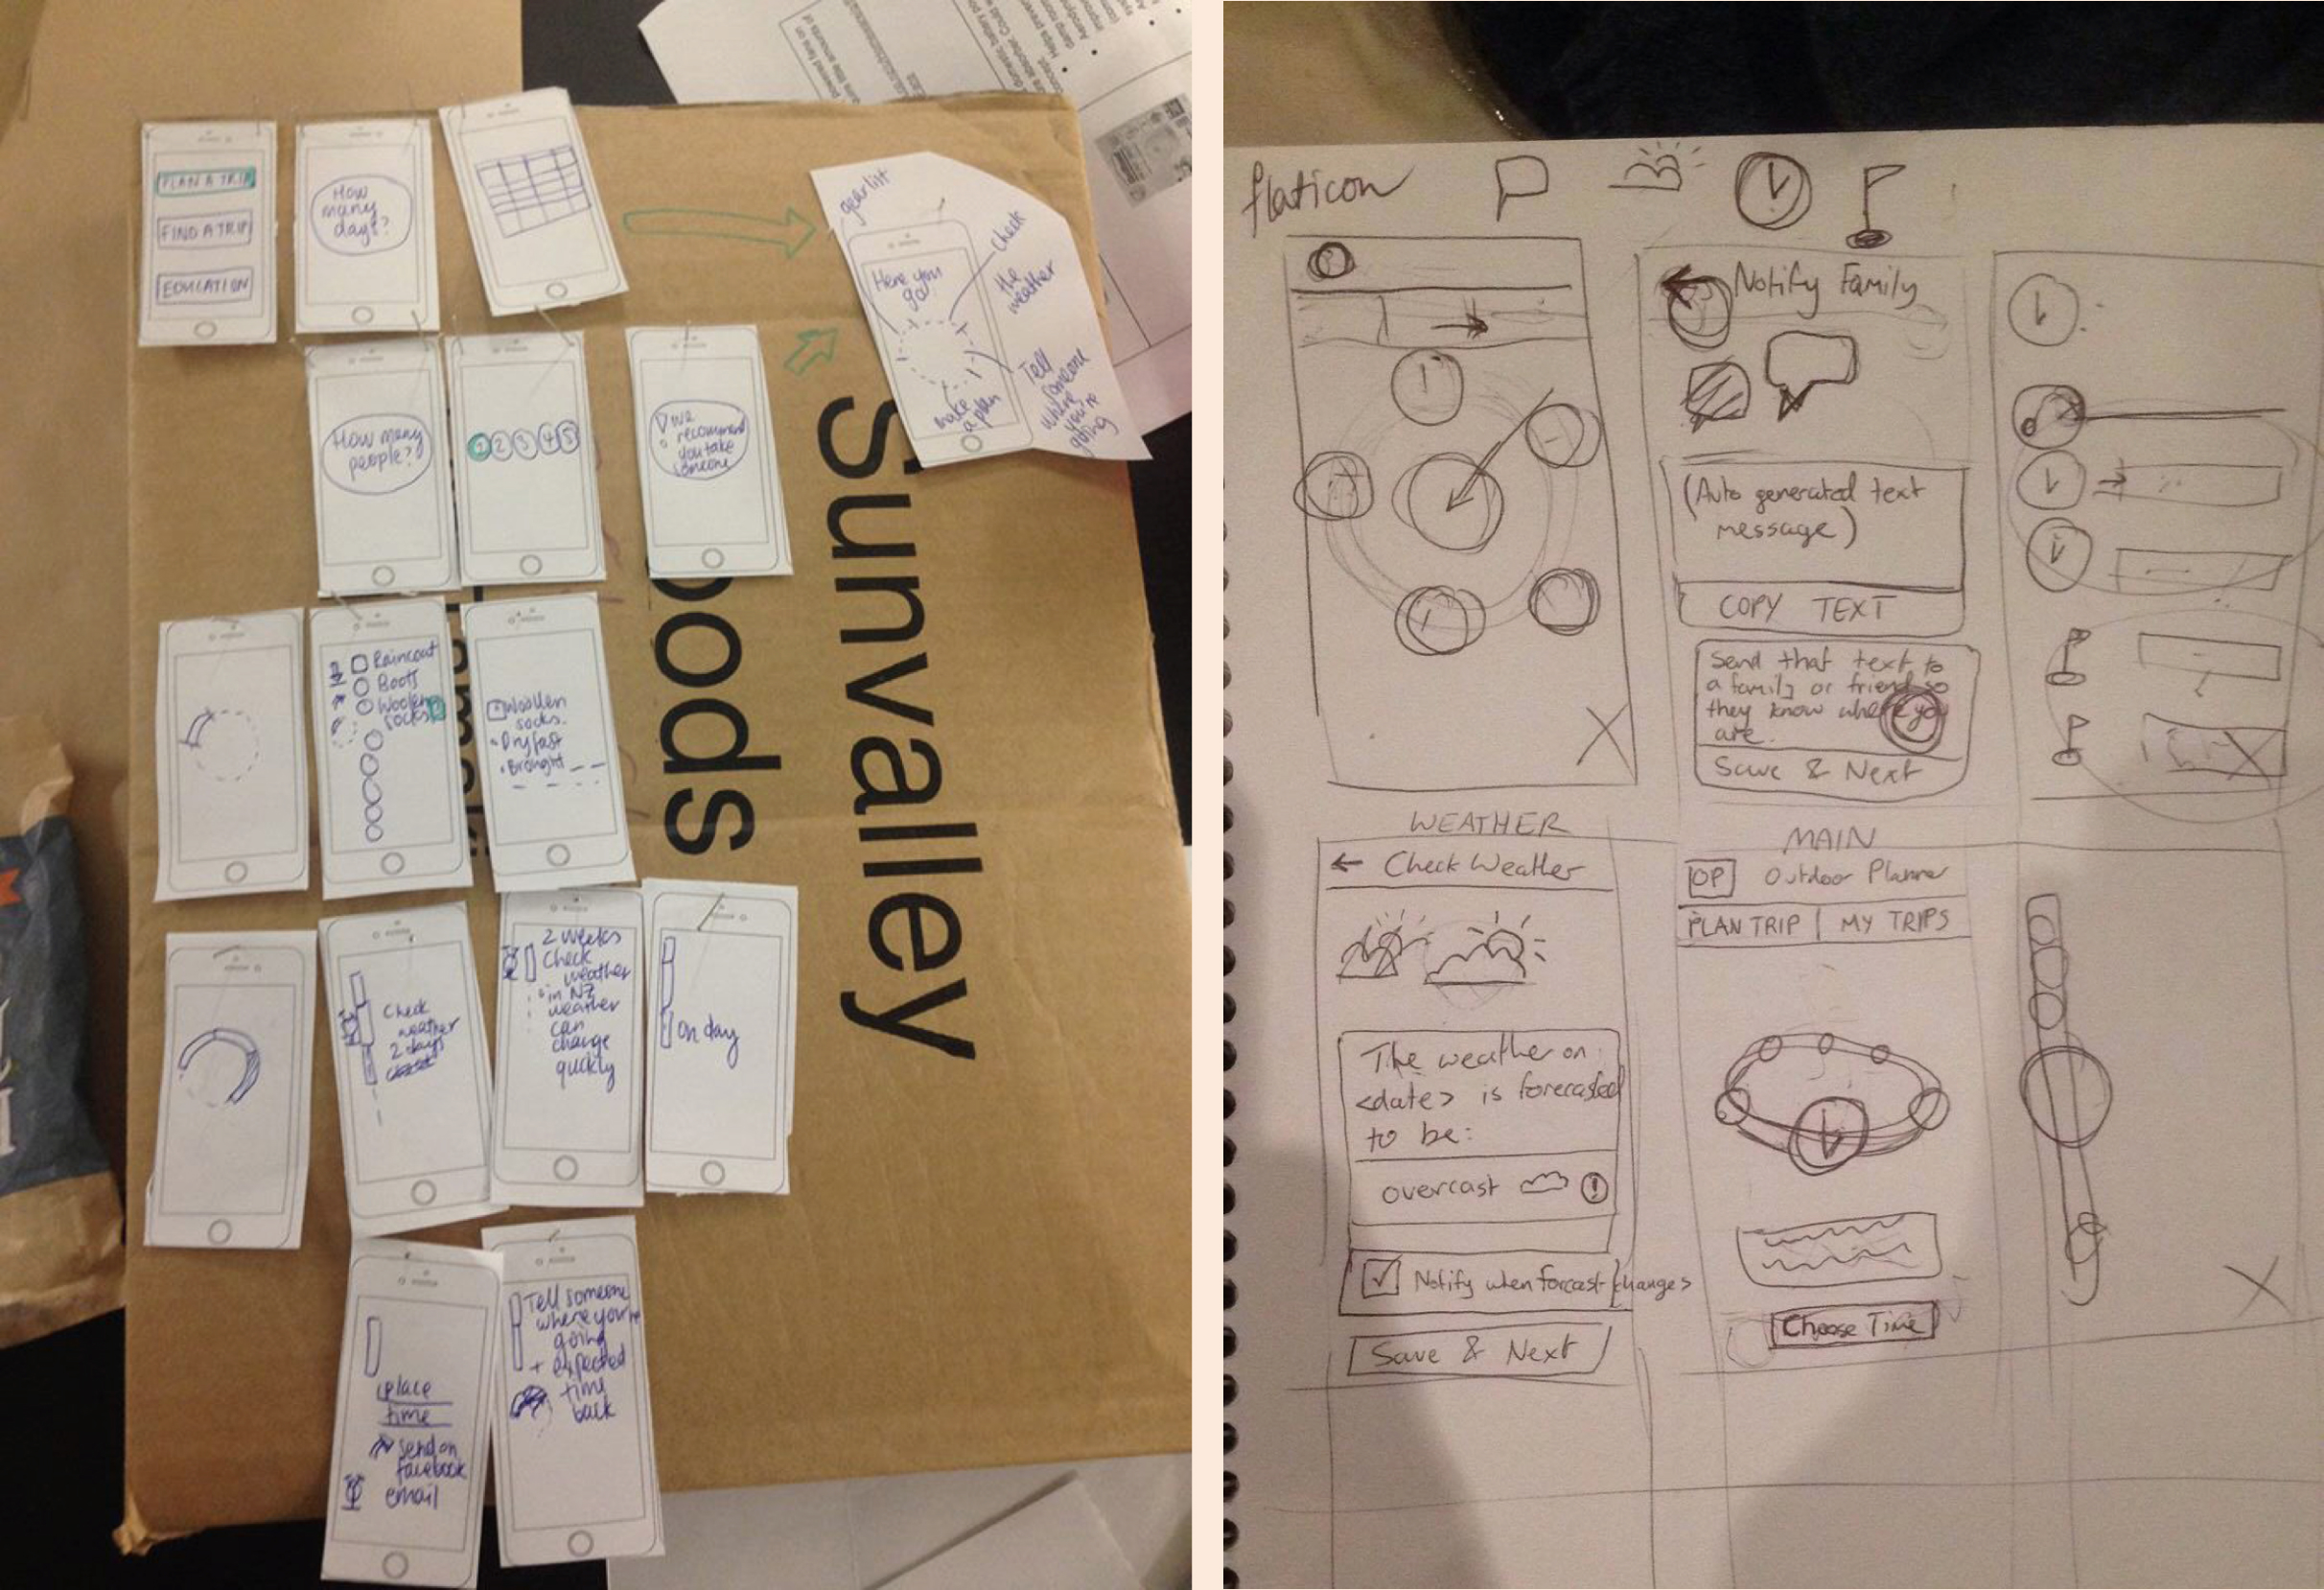 PLAN A TRIP
FIND A TRIP
EDUCATION
How
many
days?
gear list
Here you
go!
Check
the
weather
Tell
someone
where
you're
going
make
a plan
How many
people?
1 2 3 4 5
we
recommend
you take
someone
Raincoat
Boots
Woolen
socks
Woollen
socks.
Dry fast
Brought
Check
weather
2 days
2 weeks
Check
weather
in NZ
weather
can
change
quickly
on day
place
time
send on
facebook
email
Tell someone
where you're
going
+ expected
time
back
Sunvalley
oods
flaticon
Notify Family
(Auto generated text
message)
COPY TEXT
Send that text to
a family or friend so
they know where you
are.
Save & Next
WEATHER
← Check Weather
The weather on
<date> is forecasted
to be:
overcast
Notify when forcast changes
Save & Next
MAIN
OP Outdoor Planner
PLAN TRIP | MY TRIPS
Choose Time